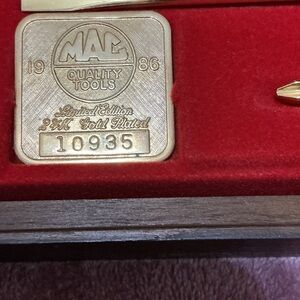 MAC
19 QUALITY 86
TOOLS
Limited Edition
24K Gold Plated
10935